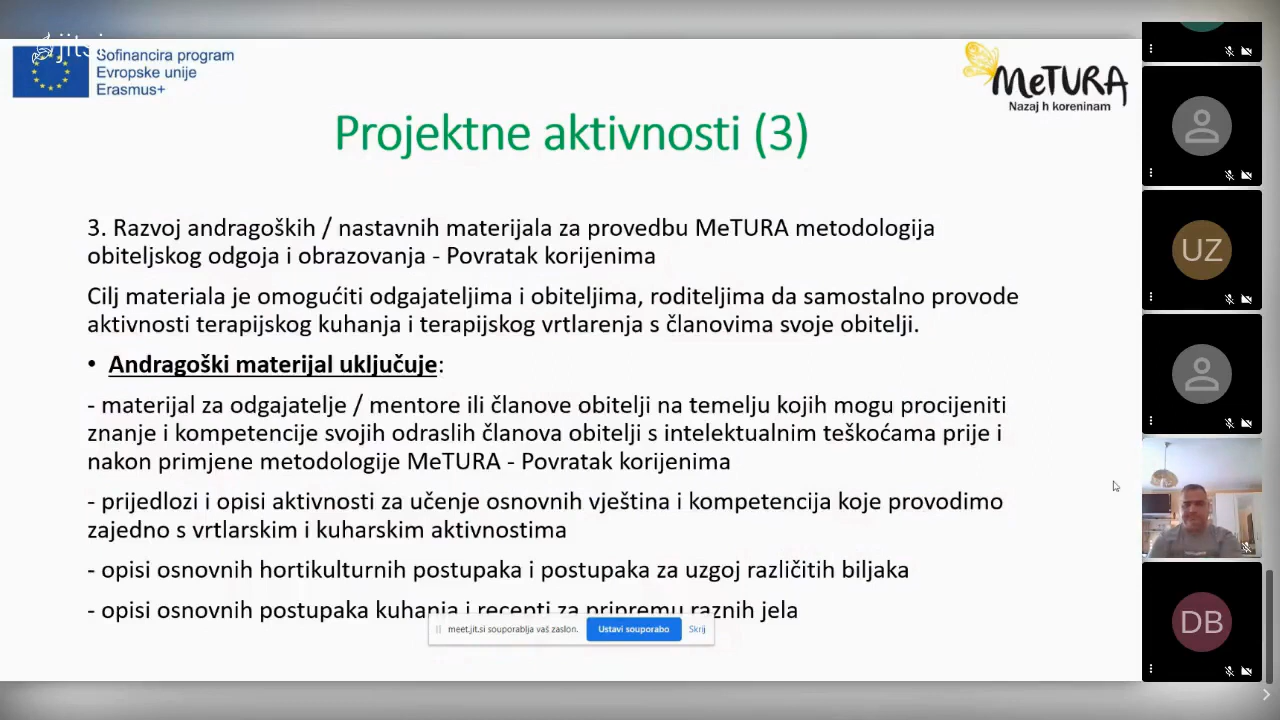 jitsi
Sofinancira program
Evropske unije
Erasmus+
MeTURA
Nazaj h koreninam
Projektne aktivnosti (3)
3. Razvoj andragoških / nastavnih materijala za provedbu MeTURA metodologija
obiteljskog odgoja i obrazovanja - Povratak korijenima
Cilj materiala je omogućiti odgajateljima i obiteljima, roditeljima da samostalno provode
aktivnosti terapijskog kuhanja i terapijskog vrtlarenja s članovima svoje obitelji.
• Andragoški materijal uključuje:
- materijal za odgajatelje / mentore ili članove obitelji na temelju kojih mogu procijeniti
znanje i kompetencije svojih odraslih članova obitelji s intelektualnim teškoćama prije i
nakon primjene metodologije MeTURA - Povratak korijenima
- prijedlozi i opisi aktivnosti za učenje osnovnih vještina i kompetencija koje provodimo
zajedno s vrtlarskim i kuharskim aktivnostima
- opisi osnovnih hortikulturnih postupaka i postupaka za uzgoj različitih biljaka
- opisi osnovnih postupaka kuhanja i recepti za pripremu raznih jela
meet.jit.si souporablja vaš zaslon.
Ustavi souporabo
Skrij
UZ
DB